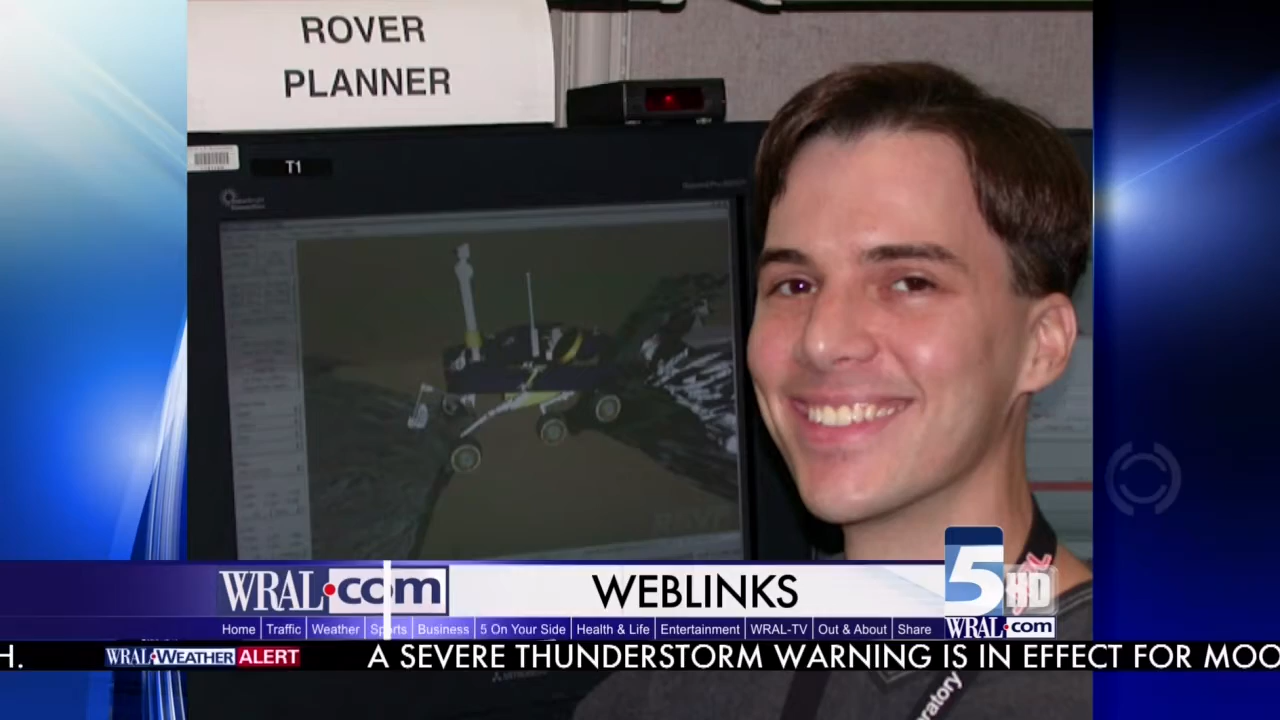 ROVER
PLANNER
T1
WRAL.com
WEBLINKS
5
HD
Home Traffic Weather Sports Business 5 On Your Side Health & Life Entertainment WRAL-TV Out & About Share
WRAL.com
H. WRAL WEATHER ALERT A SEVERE THUNDERSTORM WARNING IS IN EFFECT FOR MOO
ratory